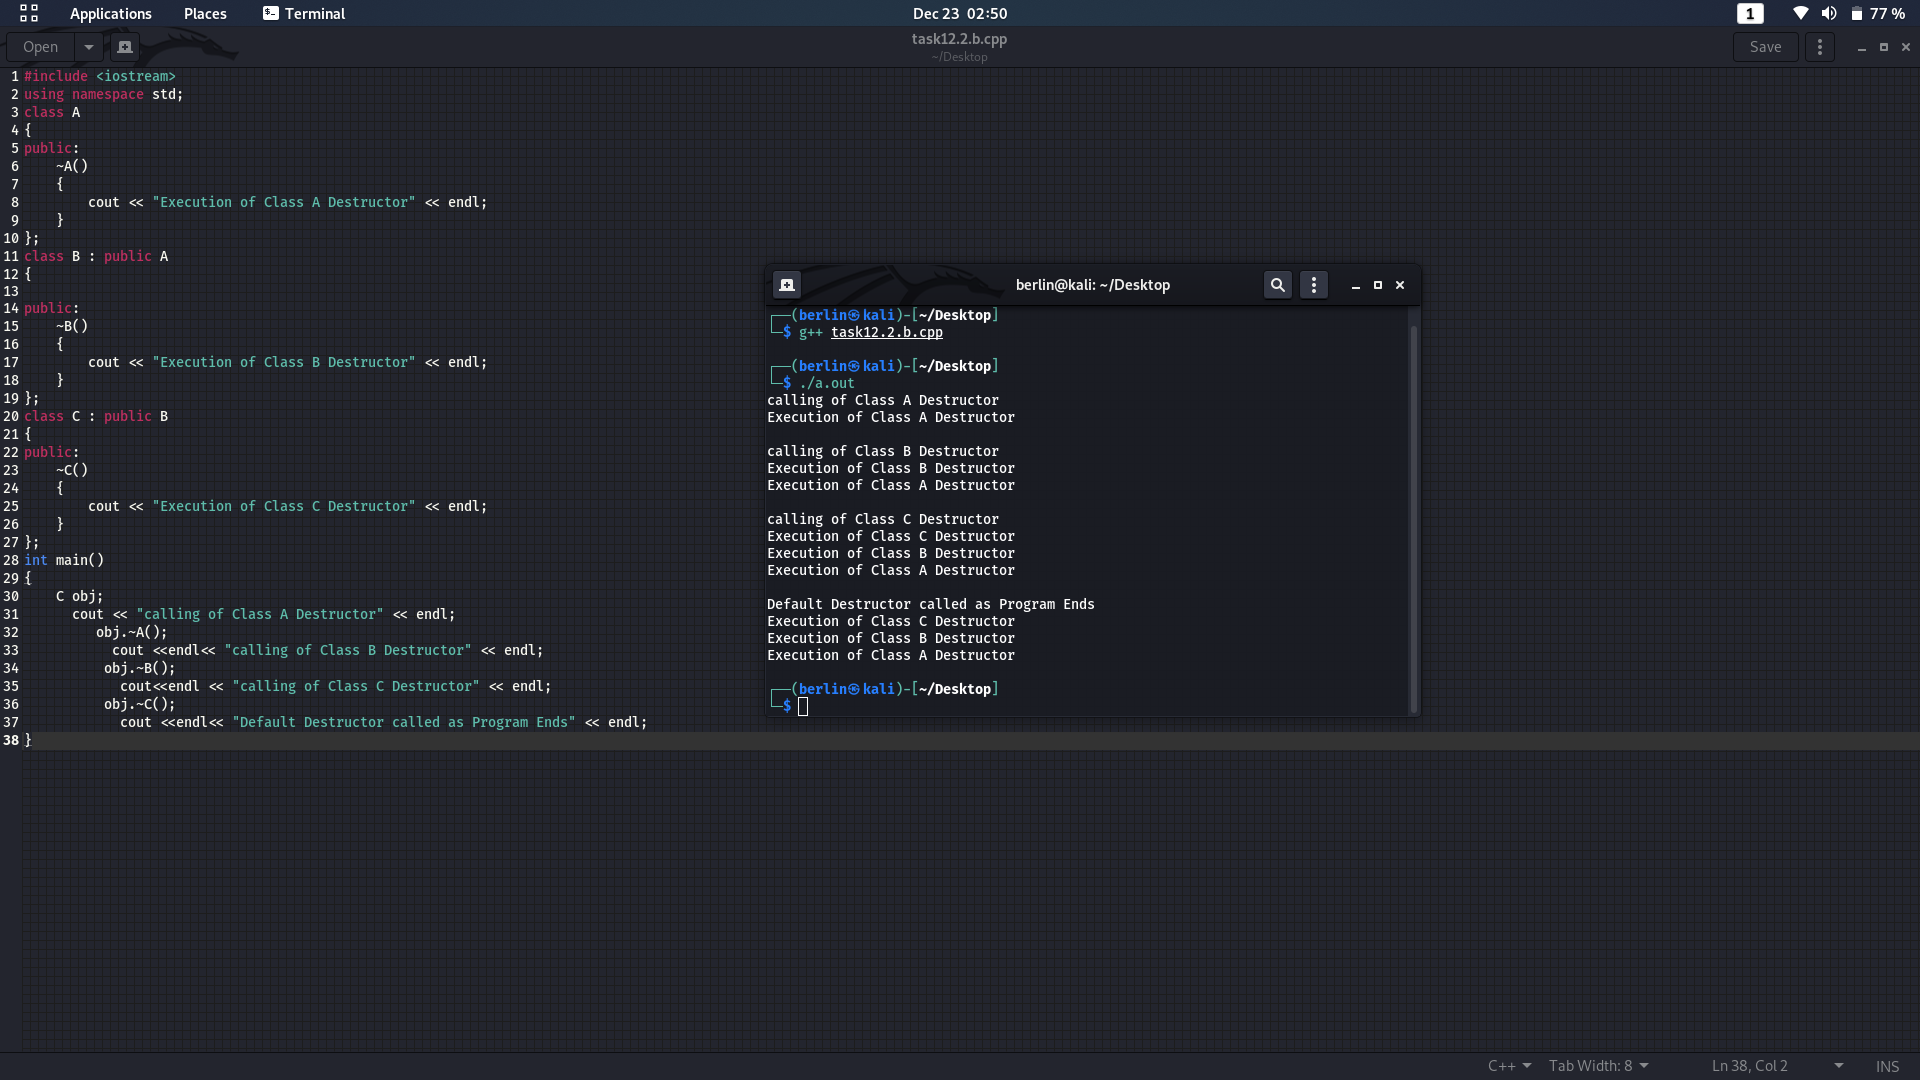 Applications Places Terminal Dec 23 02:50 1 77 %
Open task12.2.b.cpp Save
~/Desktop
1 #include <iostream>
2 using namespace std;
3 class A
4 {
5 public:
6 ~A()
7 {
8 cout << "Execution of Class A Destructor" << endl;
9 }
10 };
11 class B : public A
12 {
13
14 public:
15 ~B()
16 {
17 cout << "Execution of Class B Destructor" << endl;
18 }
19 };
20 class C : public B
21 {
22 public:
23 ~C()
24 {
25 cout << "Execution of Class C Destructor" << endl;
26 }
27 };
28 int main()
29 {
30 C obj;
31 cout << "calling of Class A Destructor" << endl;
32 obj.~A();
33 cout <<endl<< "calling of Class B Destructor" << endl;
34 obj.~B();
35 cout<<endl << "calling of Class C Destructor" << endl;
36 obj.~C();
37 cout <<endl<< "Default Destructor called as Program Ends" << endl;
38 }
berlin@kali: ~/Desktop
┌──(berlin㉿kali)-[~/Desktop]
└─$ g++ task12.2.b.cpp
┌──(berlin㉿kali)-[~/Desktop]
└─$ ./a.out
calling of Class A Destructor
Execution of Class A Destructor
calling of Class B Destructor
Execution of Class B Destructor
Execution of Class A Destructor
calling of Class C Destructor
Execution of Class C Destructor
Execution of Class B Destructor
Execution of Class A Destructor
Default Destructor called as Program Ends
Execution of Class C Destructor
Execution of Class B Destructor
Execution of Class A Destructor
┌──(berlin㉿kali)-[~/Desktop]
└─$
C++ Tab Width: 8 Ln 38, Col 2 INS